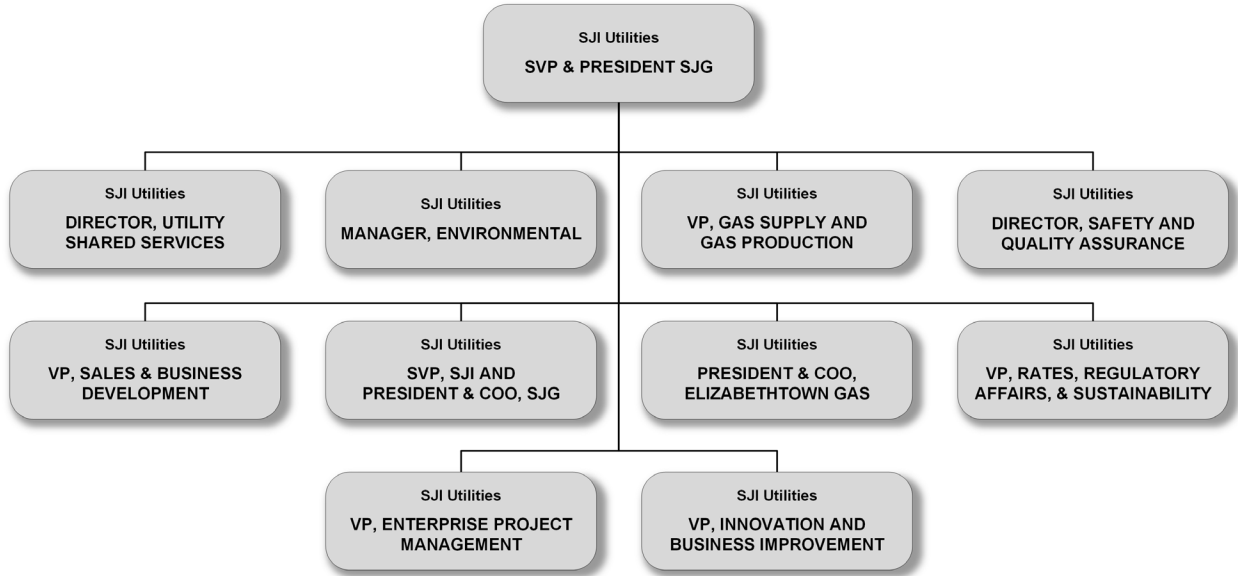 SJI Utilities
SVP & PRESIDENT SJG
SJI Utilities
DIRECTOR, UTILITY
SHARED SERVICES
SJI Utilities
MANAGER, ENVIRONMENTAL
SJI Utilities
VP, GAS SUPPLY AND
GAS PRODUCTION
SJI Utilities
DIRECTOR, SAFETY AND
QUALITY ASSURANCE
SJI Utilities
VP, SALES & BUSINESS
DEVELOPMENT
SJI Utilities
SVP, SJI AND
PRESIDENT & COO, SJG
SJI Utilities
PRESIDENT & COO,
ELIZABETHTOWN GAS
SJI Utilities
VP, RATES, REGULATORY
AFFAIRS, & SUSTAINABILITY
SJI Utilities
VP, ENTERPRISE PROJECT
MANAGEMENT
SJI Utilities
VP, INNOVATION AND
BUSINESS IMPROVEMENT